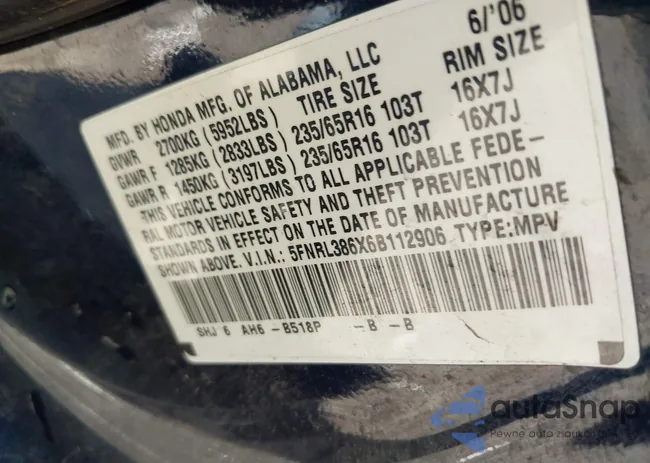 MFD. BY HONDA MFG. OF ALABAMA, LLC 6/'06
GVWR 2700KG (5952LBS) TIRE SIZE RIM SIZE
GAWR F 1285KG (2833LBS) 235/65R16 103T 16X7J
GAWR R 1450KG (3197LBS) 235/65R16 103T 16X7J
THIS VEHICLE CONFORMS TO ALL APPLICABLE FEDE-
RAL MOTOR VEHICLE SAFETY AND THEFT PREVENTION
STANDARDS IN EFFECT ON THE DATE OF MANUFACTURE
SHOWN ABOVE. V.I.N.: 5FNRL386X6B112906 TYPE:MPV
SHJ 6 AH6 -B518P -B -B
autoSnap
Pewne auto z